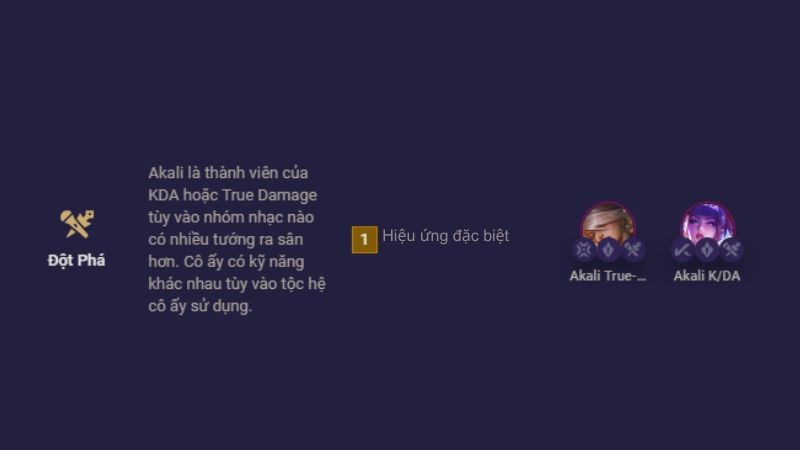 Đột Phá
Akali là thành viên của
KDA hoặc True Damage
tùy vào nhóm nhạc nào
có nhiều tướng ra sân
hơn. Cô ấy có kỹ năng
khác nhau tùy vào tộc hệ
cô ấy sử dụng.
1 Hiệu ứng đặc biệt
Akali True-...
Akali K/DA